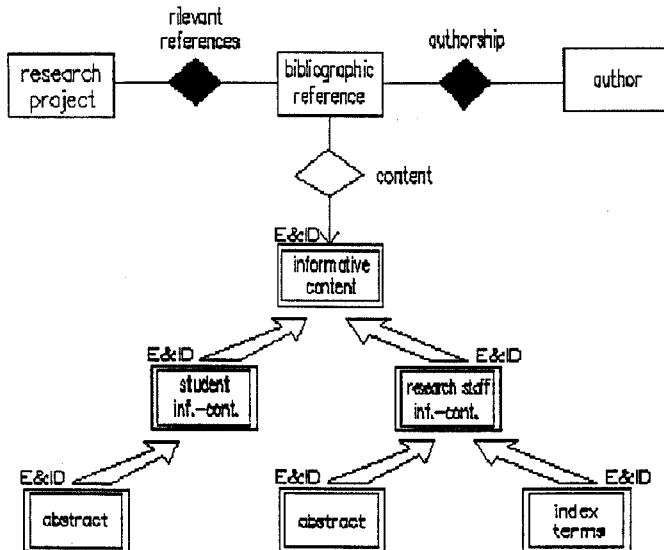 rilevant
references
authorship
research
project
bibliographic
reference
author
content
E&ID
informative
content
E&ID
E&ID
student
inf.-cont.
research staff
inf.-cont.
E&ID
E&ID
E&ID
abstract
abstract
index
terms